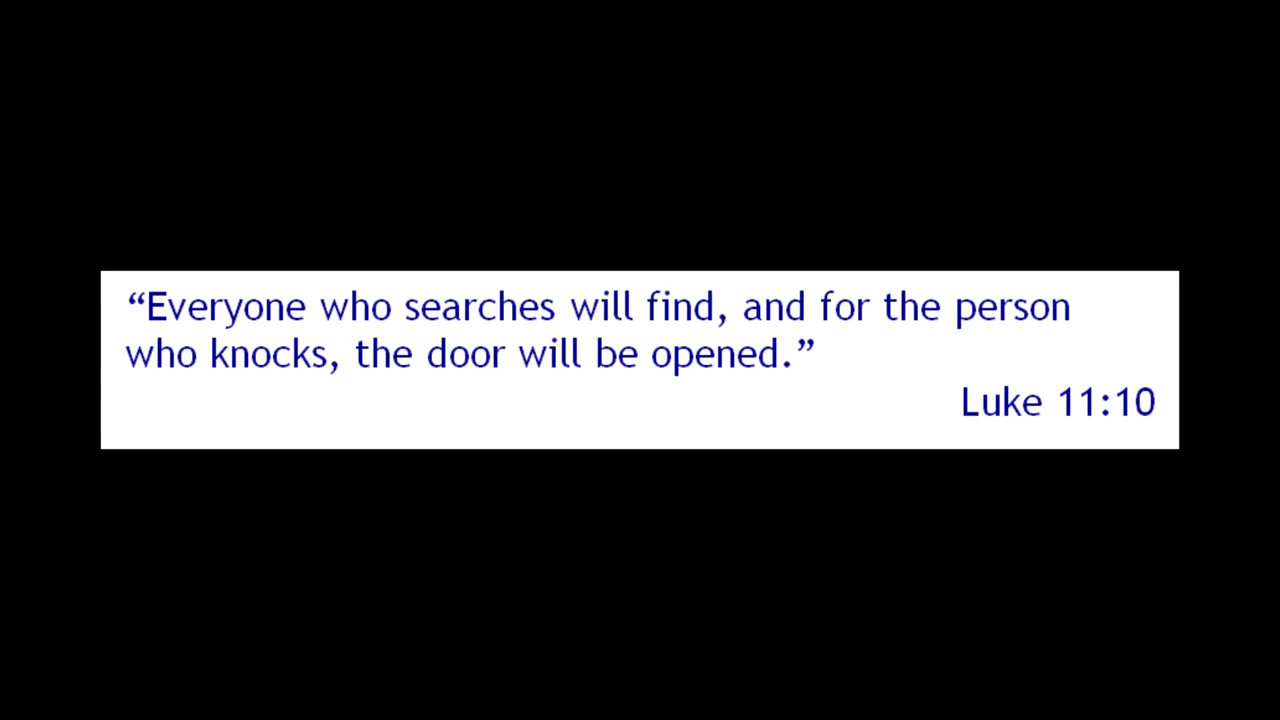 “Everyone who searches will find, and for the person
who knocks, the door will be opened.”
Luke 11:10